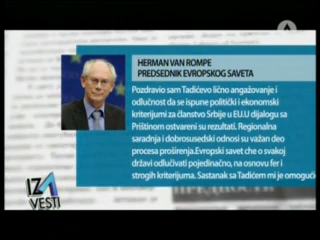 HERMAN VAN ROMPE
PREDSEDNIK EVROPSKOG SAVETA
Pozdravio sam Tadićevo lično angažovanje i
odlučnost da se ispune politički i ekonomski
kriterijumi za članstvo Srbije u EU.U dijalogu sa
Prištinom ostvareni su rezultati. Regionalna
saradnja i dobrosusedski odnosi su važan deo
procesa proširenja.Evropski savet će o svakoj
državi odlučivati pojedinačno, na osnovu fer i
strogih kriterijuma. Sastanak sa Tadićem mi je omogućio
IZA
VESTI